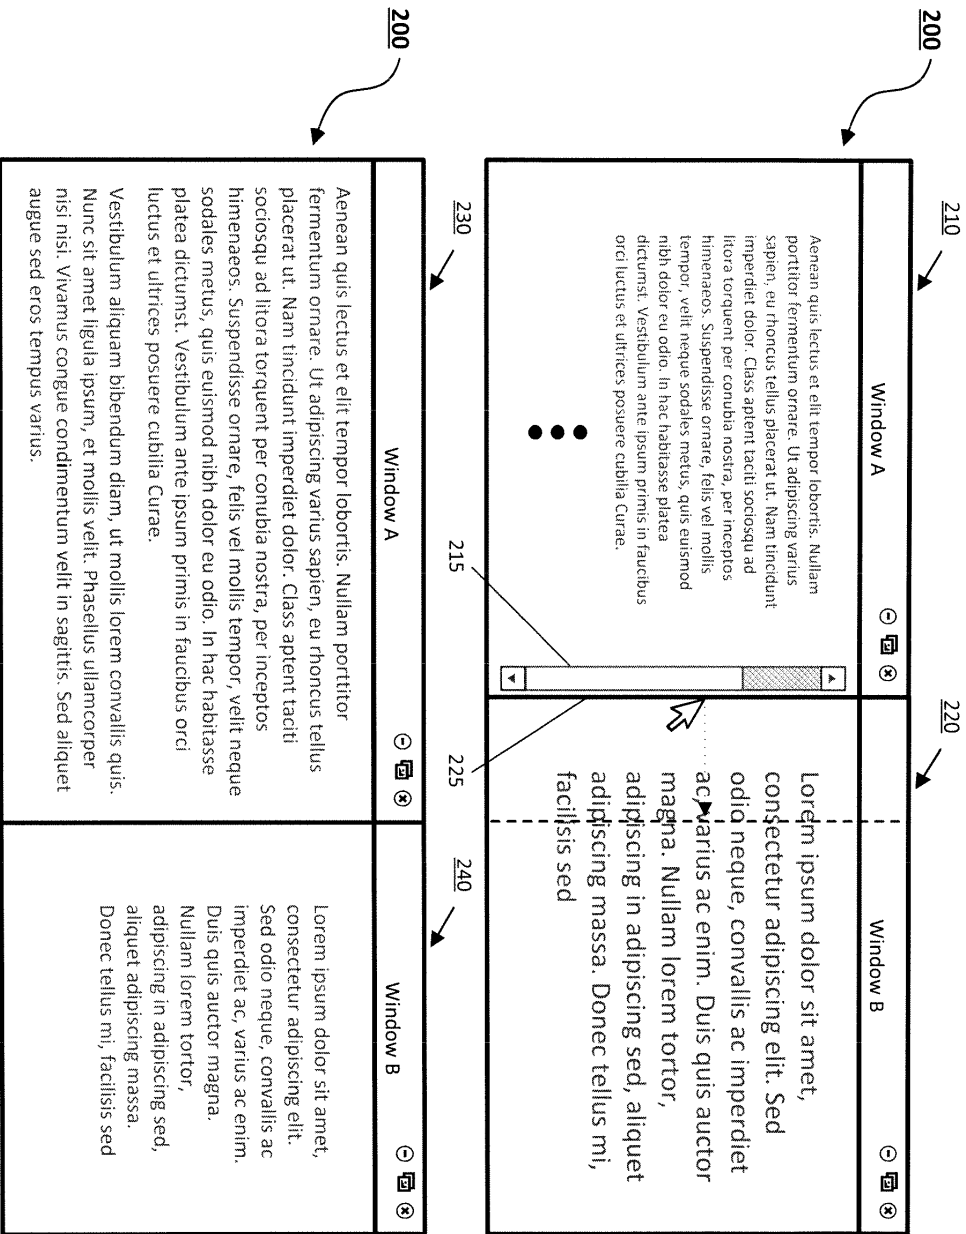 200
210
220
Window A
Aenean quis lectus et elit tempor lobortis. Nullam
porttitor fermentum ornare. Ut adipiscing varius
sapien, eu rhoncus tellus placerat ut. Nam tincidunt
imperdiet dolor. Class aptent taciti sociosqu ad
litora torquent per conubia nostra, per inceptos
himenaeos. Suspendisse ornare, felis vel mollis
tempor, velit neque sodales metus, quis euismod
nibh dolor eu odio. In hac habitasse platea
dictumst. Vestibulum ante ipsum primis in faucibus
orci luctus et ultrices posuere cubilia Curae.
Window B
Lorem ipsum dolor sit amet,
consectetur adipiscing elit. Sed
odio neque, convallis ac imperdiet
ac, varius ac enim. Duis quis auctor
magna. Nullam lorem tortor,
adipiscing in adipiscing sed, aliquet
adipiscing massa. Donec tellus mi,
facilisis sed
215
225
200
230
240
Window A
Aenean quis lectus et elit tempor lobortis. Nullam porttitor
fermentum ornare. Ut adipiscing varius sapien, eu rhoncus tellus
placerat ut. Nam tincidunt imperdiet dolor. Class aptent taciti
sociosqu ad litora torquent per conubia nostra, per inceptos
himenaeos. Suspendisse ornare, felis vel mollis tempor, velit neque
sodales metus, quis euismod nibh dolor eu odio. In hac habitasse
platea dictumst. Vestibulum ante ipsum primis in faucibus orci
luctus et ultrices posuere cubilia Curae.
Vestibulum aliquam bibendum diam, ut mollis lorem convallis quis.
Nunc sit amet ligula ipsum, et mollis velit. Phasellus ullamcorper
nisi nisi. Vivamus congue condimentum velit in sagittis. Sed aliquet
augue sed eros tempus varius.
Window B
Lorem ipsum dolor sit amet,
consectetur adipiscing elit.
Sed odio neque, convallis ac
imperdiet ac, varius ac enim.
Duis quis auctor magna.
Nullam lorem tortor,
adipiscing in adipiscing sed,
aliquet adipiscing massa.
Donec tellus mi, facilisis sed